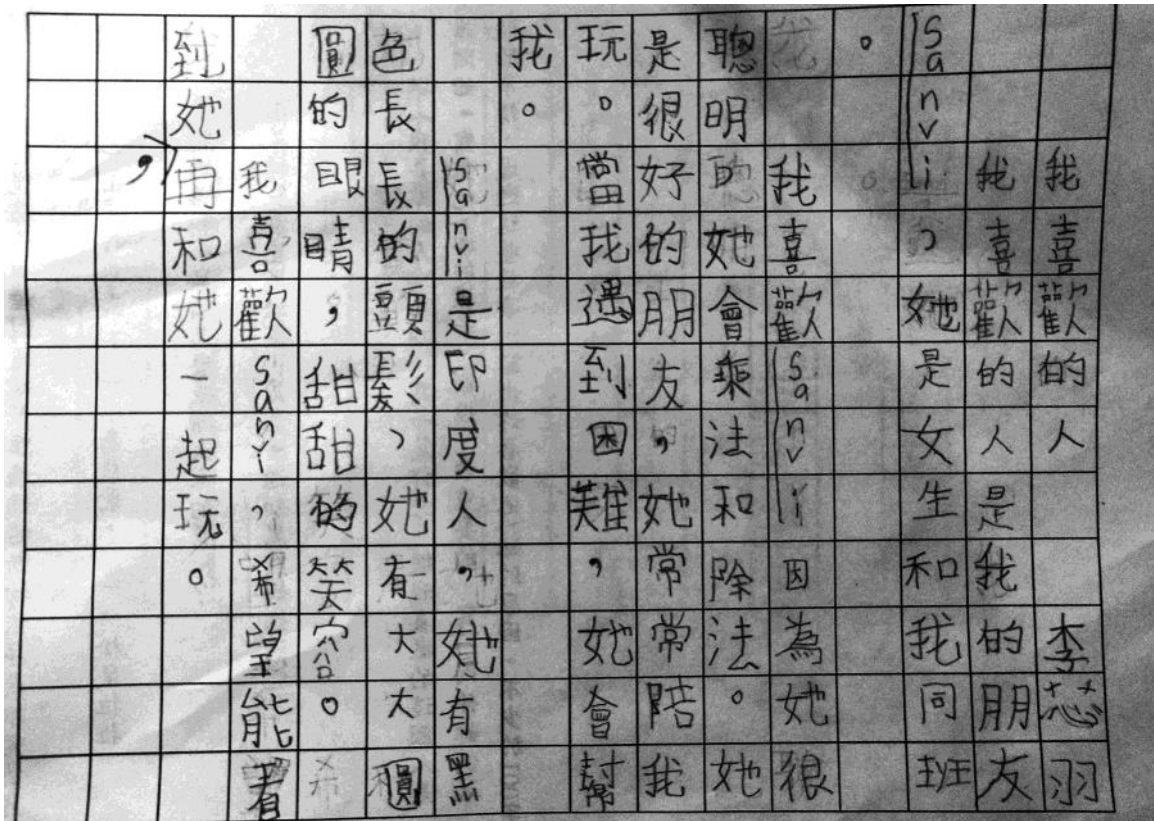 我喜歡的人 李芯羽
我喜歡的人是我的朋友
Sanvi,她是女生和我同班
。
我喜歡Sanvi因為她很
聰明她會乘法和除法。她
是很好的朋友,她常常陪我
玩。當我遇到困難,她會幫
我。
Sanvi是印度人,她有黑
色長長的頭髮,她有大大圓
圓的眼睛,甜甜的笑容。
我喜歡Sanvi,希望能看
到她,再和她一起玩。